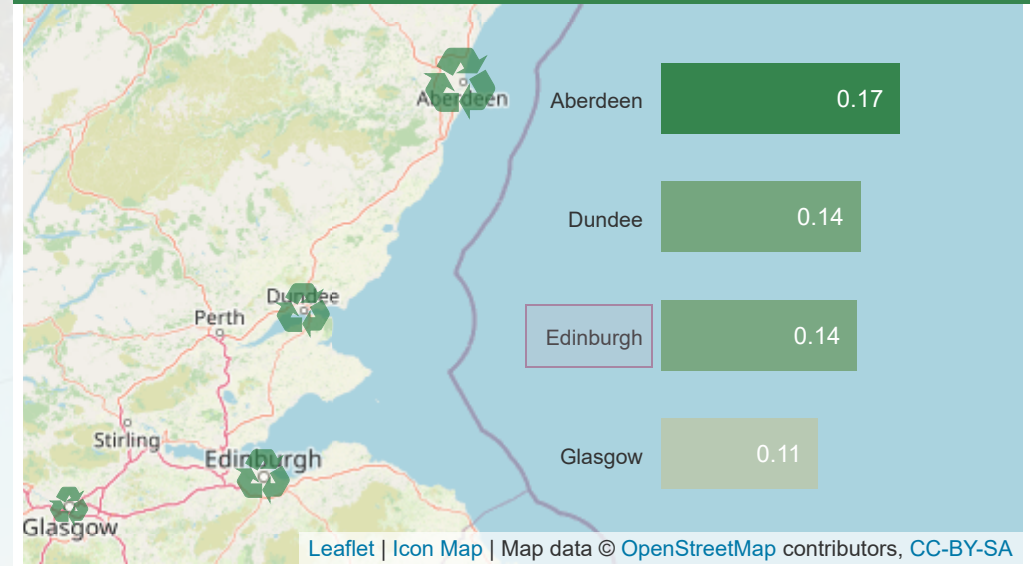 Aberdeen
Aberdeen
0.17
Dundee
0.14
Dundee
Perth
Edinburgh
0.14
Stirling
Edinburgh
Glasgow
0.11
Glasgow
Leaflet | Icon Map | Map data © OpenStreetMap contributors, CC-BY-SA